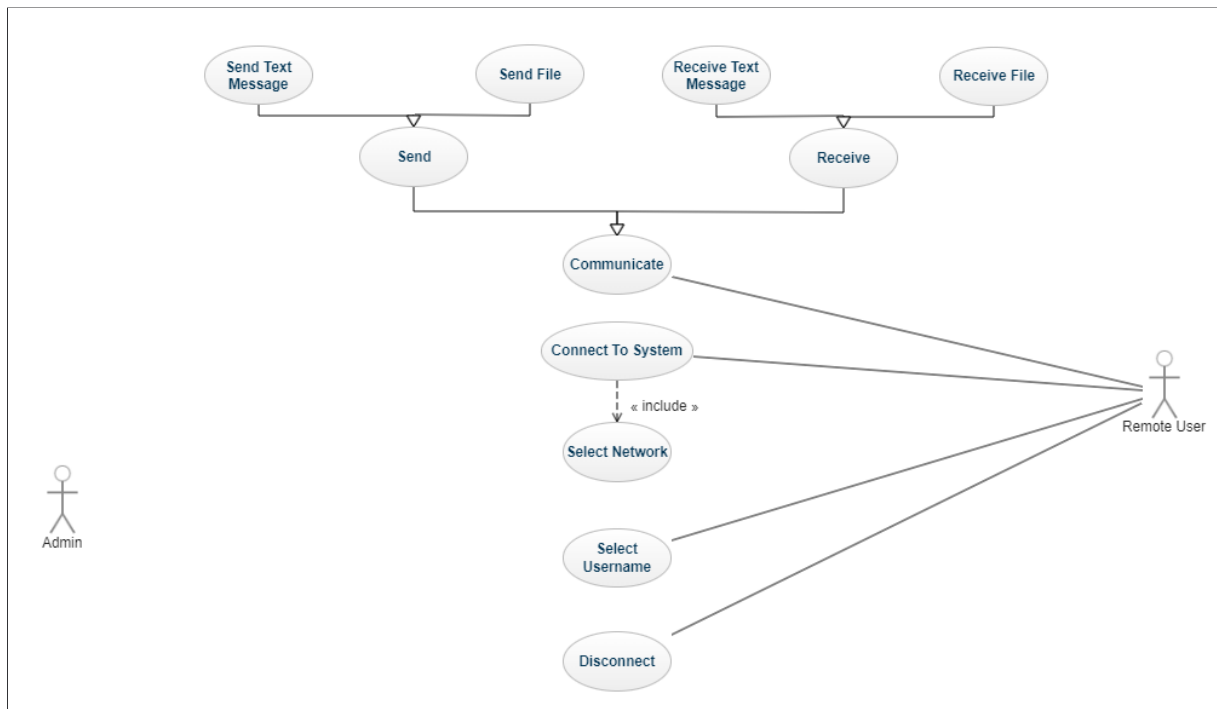 Send Text
Message
Send File
Receive Text
Message
Receive File
Send
Receive
Communicate
Connect To System
« include »
Select Network
Remote User
Admin
Select
Username
Disconnect